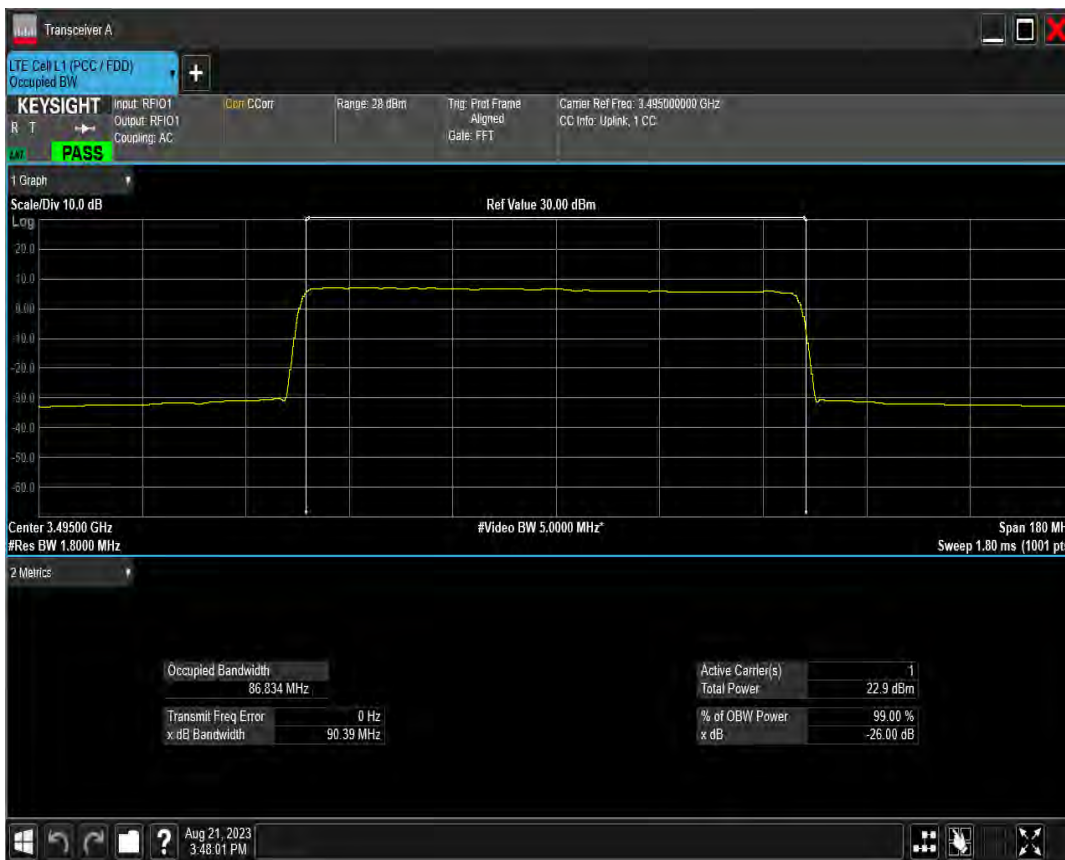 Transceiver A
LTE Cell L1 (PCC / FDD)
Occupied BW
KEYSIGHT
R T
PASS
Input: RFIO1
Output: RFIO1
Coupling: AC
Corr CCorr
Range: 28 dBm
Trig: Prot Frame
Aligned
Gate: FFT
Carrier Ref Freq: 3.495000000 GHz
CC Info: Uplink, 1 CC
1 Graph
Scale/Div 10.0 dB
Ref Value 30.00 dBm
Log
20.0
10.0
0.00
-10.0
-20.0
-30.0
-40.0
-50.0
-60.0
Center 3.49500 GHz
#Video BW 5.0000 MHz*
Span 180 MH
#Res BW 1.8000 MHz
Sweep 1.80 ms (1001 pts
2 Metrics
Occupied Bandwidth
86.834 MHz
Transmit Freq Error 0 Hz
x dB Bandwidth 90.39 MHz
Active Carrier(s) 1
Total Power 22.9 dBm
% of OBW Power 99.00 %
x dB -26.00 dB
Aug 21, 2023
3:48:01 PM